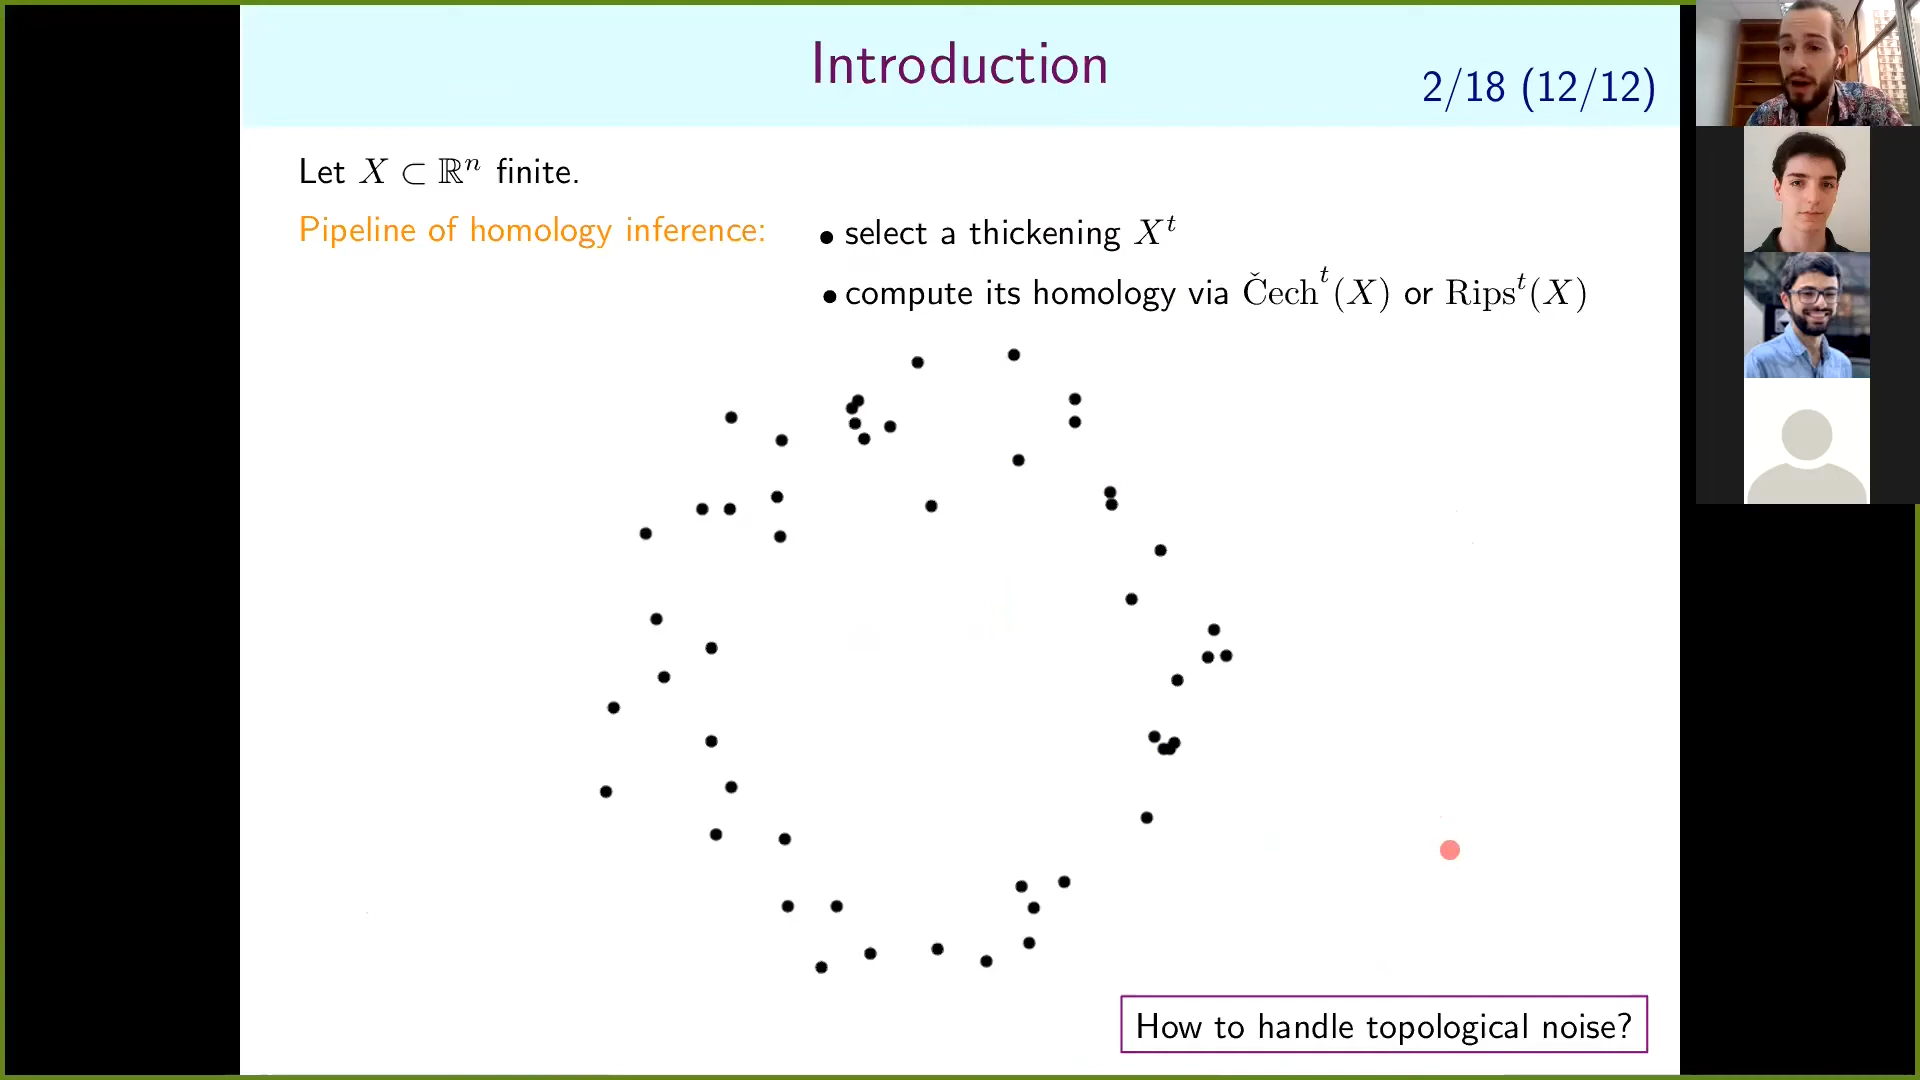 Introduction
2/18 (12/12)
Let X ⊂ ℝⁿ finite.
Pipeline of homology inference:
• select a thickening Xᵗ
• compute its homology via Čechᵗ(X) or Ripsᵗ(X)
How to handle topological noise?